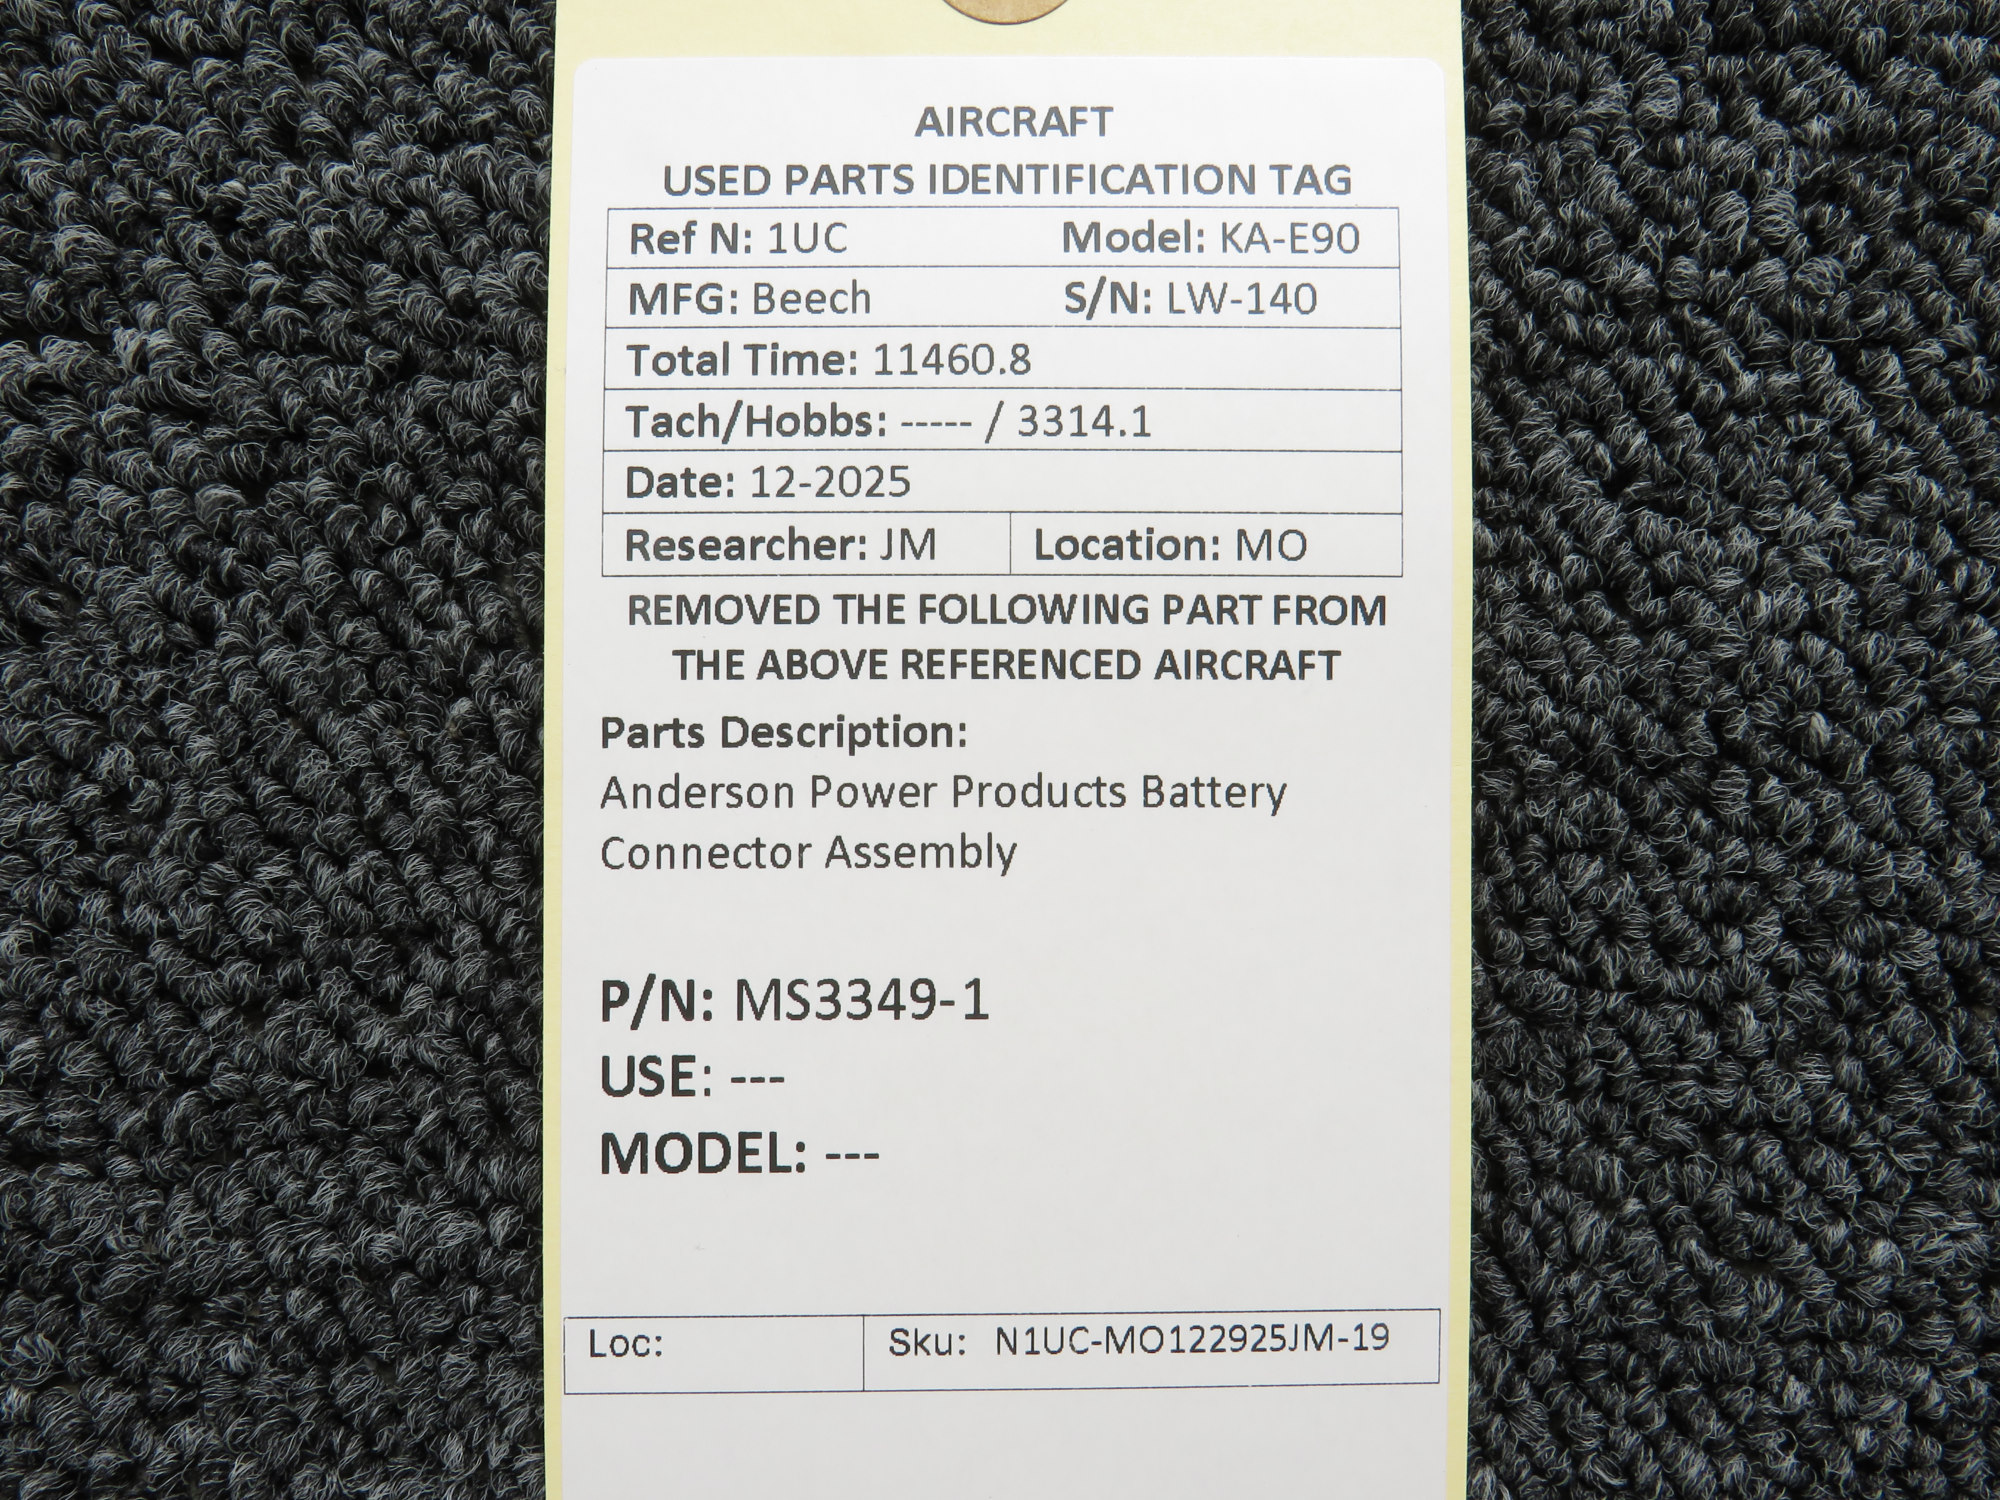 AIRCRAFT
USED PARTS IDENTIFICATION TAG
Ref N: 1UC Model: KA-E90
MFG: Beech S/N: LW-140
Total Time: 11460.8
Tach/Hobbs: ----- / 3314.1
Date: 12-2025
Researcher: JM Location: MO
REMOVED THE FOLLOWING PART FROM
THE ABOVE REFERENCED AIRCRAFT
Parts Description:
Anderson Power Products Battery
Connector Assembly
P/N: MS3349-1
USE: ---
MODEL: ---
Loc: Sku: N1UC-MO122925JM-19